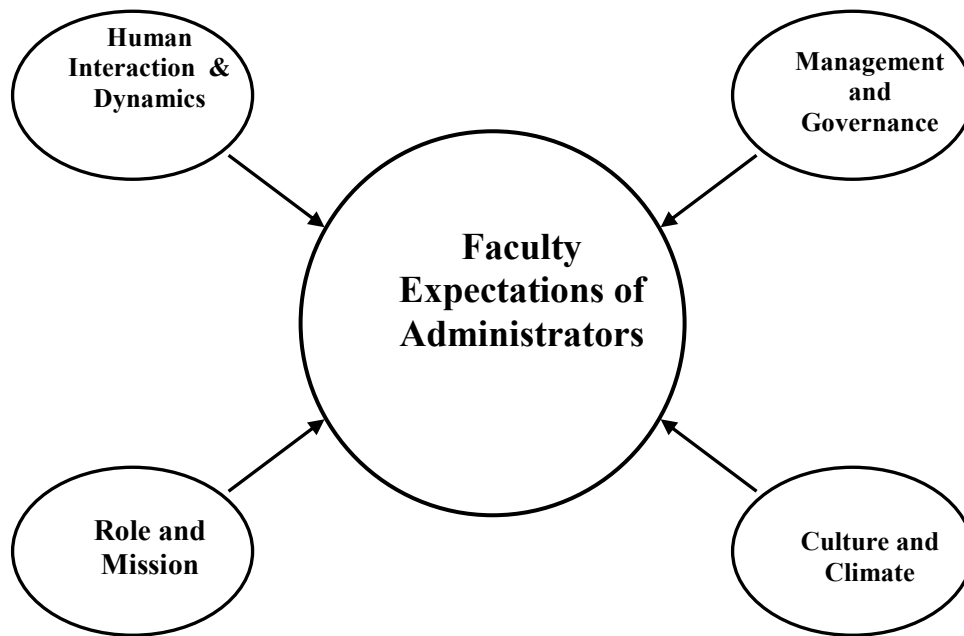 Human
Interaction & Dynamics
Management
and
Governance
Faculty
Expectations of
Administrators
Role and
Mission
Culture and
Climate